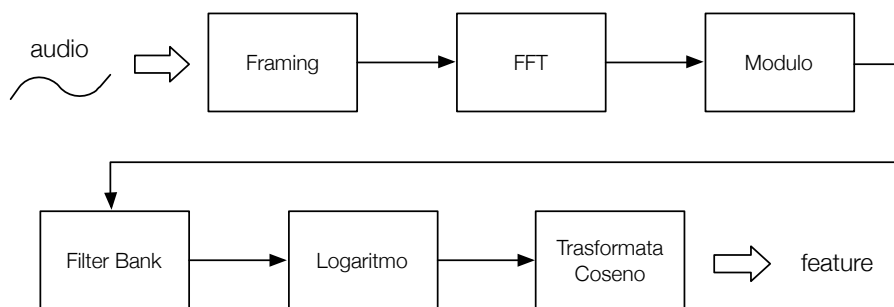 audio
Framing
FFT
Modulo
Filter Bank
Logaritmo
Trasformata
Coseno
feature